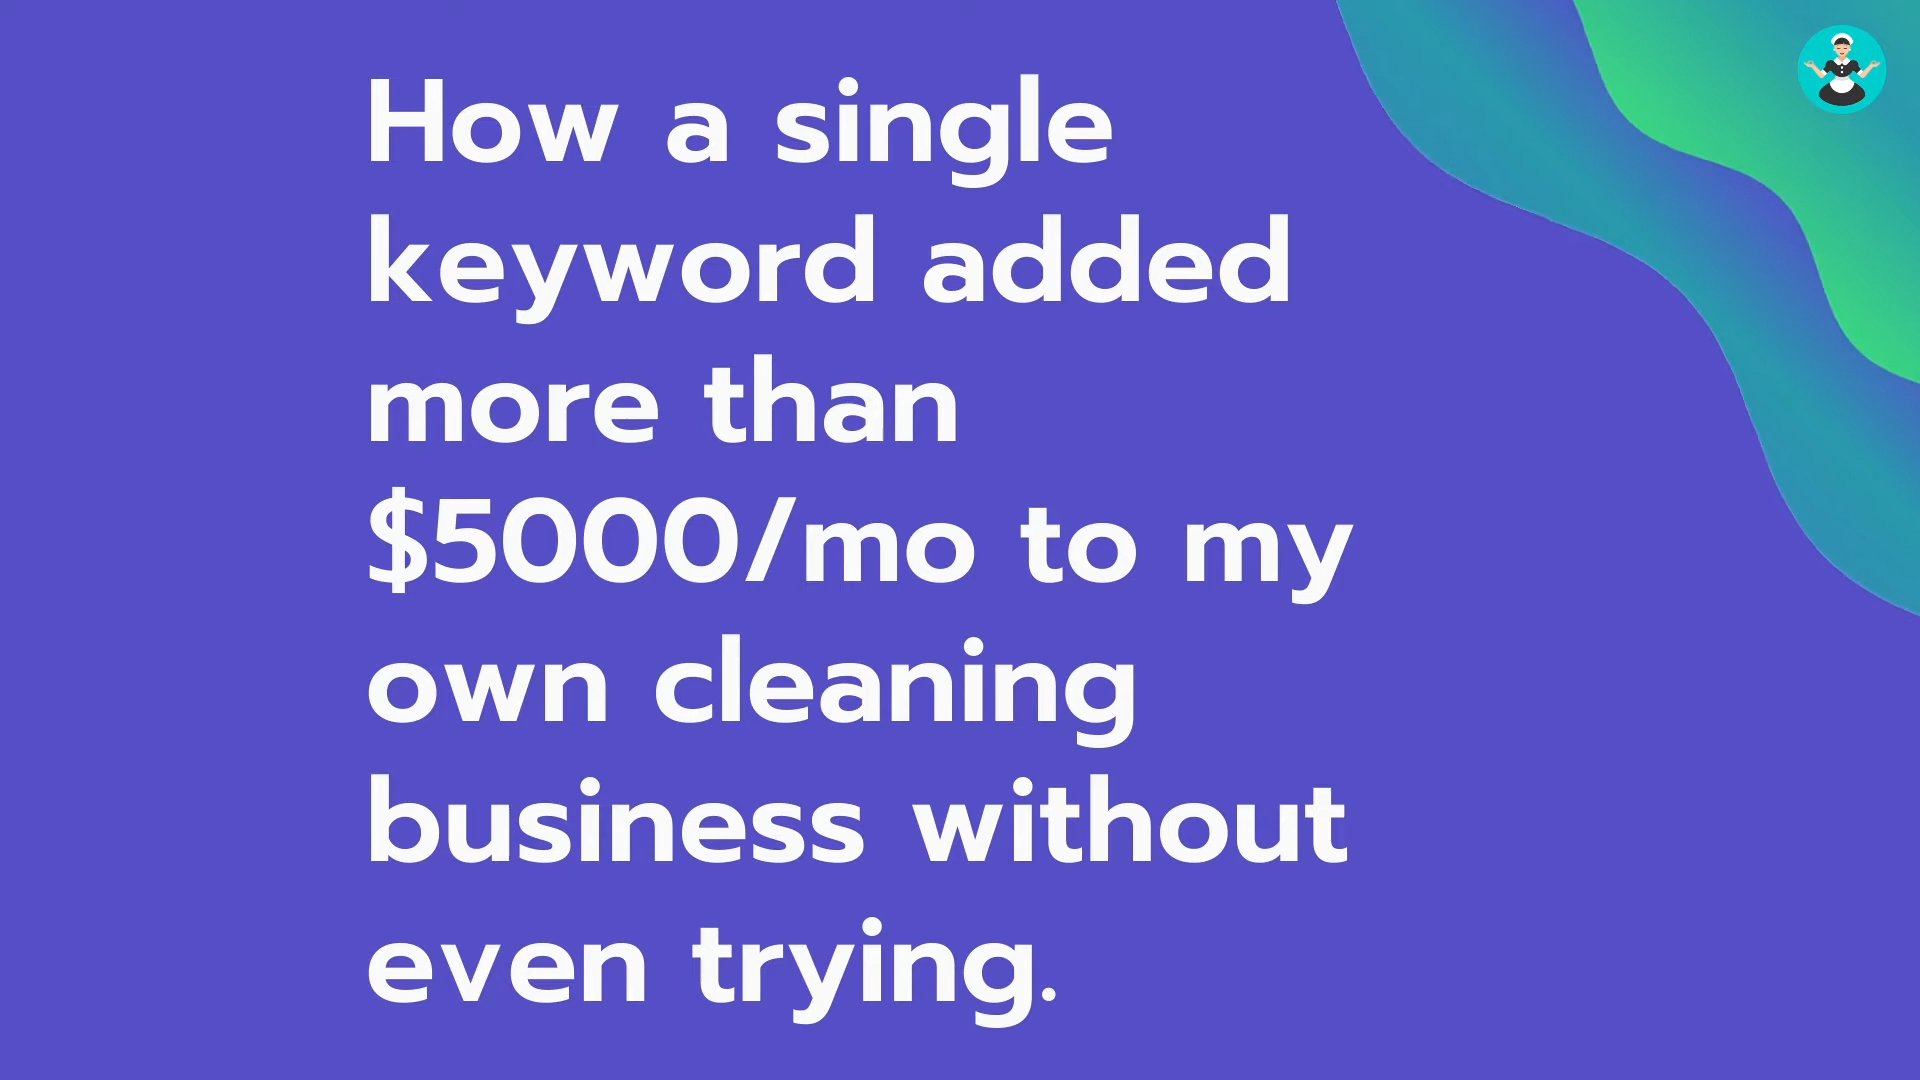 How a single
keyword added
more than
$5000/mo to my
own cleaning
business without
even trying.